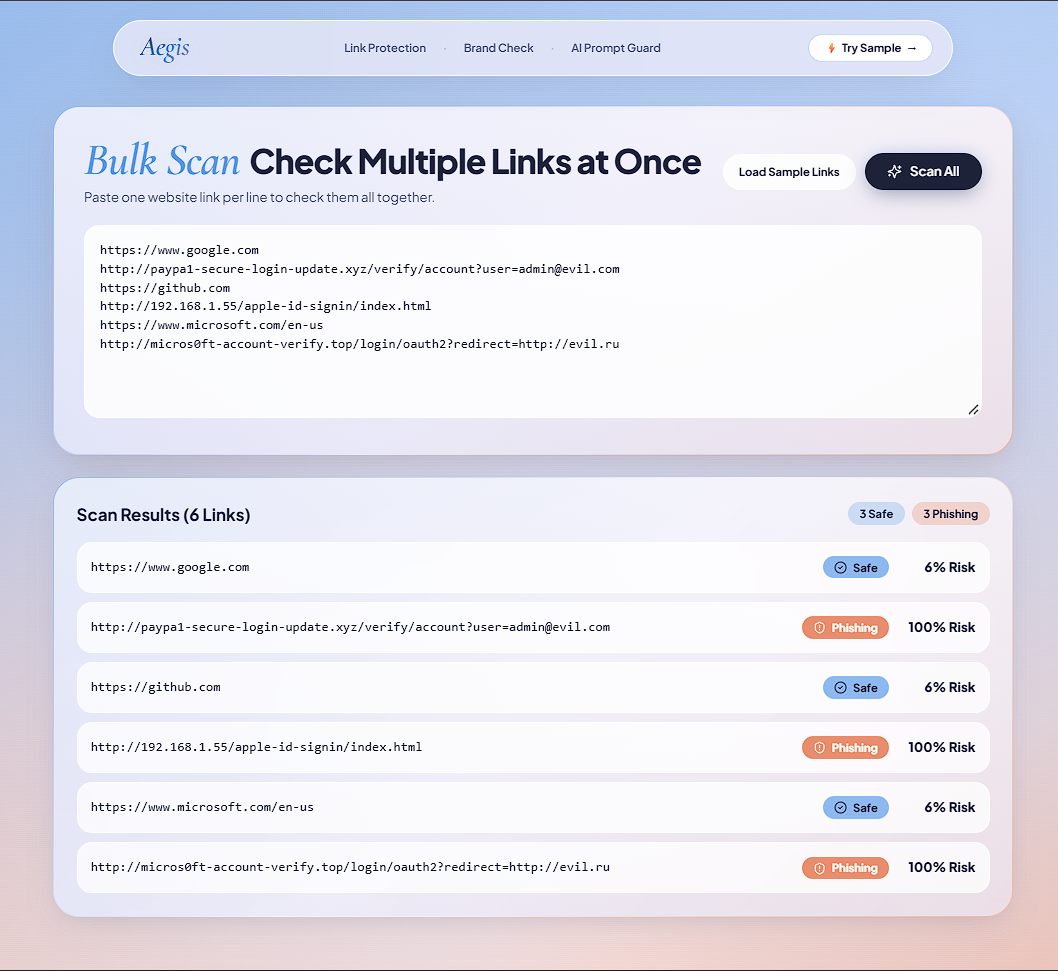 Aegis
Link Protection · Brand Check · AI Prompt Guard
Try Sample →
Bulk Scan Check Multiple Links at Once
Paste one website link per line to check them all together.
Load Sample Links
Scan All
https://www.google.com
http://paypa1-secure-login-update.xyz/verify/account?user=admin@evil.com
https://github.com
http://192.168.1.55/apple-id-signin/index.html
https://www.microsoft.com/en-us
http://micros0ft-account-verify.top/login/oauth2?redirect=http://evil.ru
Scan Results (6 Links)
3 Safe
3 Phishing
https://www.google.com Safe 6% Risk
http://paypa1-secure-login-update.xyz/verify/account?user=admin@evil.com Phishing 100% Risk
https://github.com Safe 6% Risk
http://192.168.1.55/apple-id-signin/index.html Phishing 100% Risk
https://www.microsoft.com/en-us Safe 6% Risk
http://micros0ft-account-verify.top/login/oauth2?redirect=http://evil.ru Phishing 100% Risk